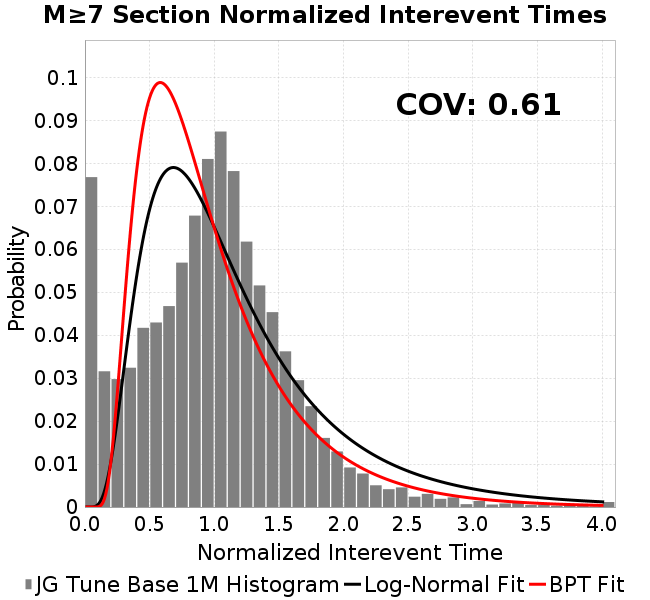 M≥7 Section Normalized Interevent Times
COV: 0.61
Probability
0.1
0.09
0.08
0.07
0.06
0.05
0.04
0.03
0.02
0.01
0
0.0 0.5 1.0 1.5 2.0 2.5 3.0 3.5 4.0
Normalized Interevent Time
JG Tune Base 1M Histogram Log-Normal Fit BPT Fit